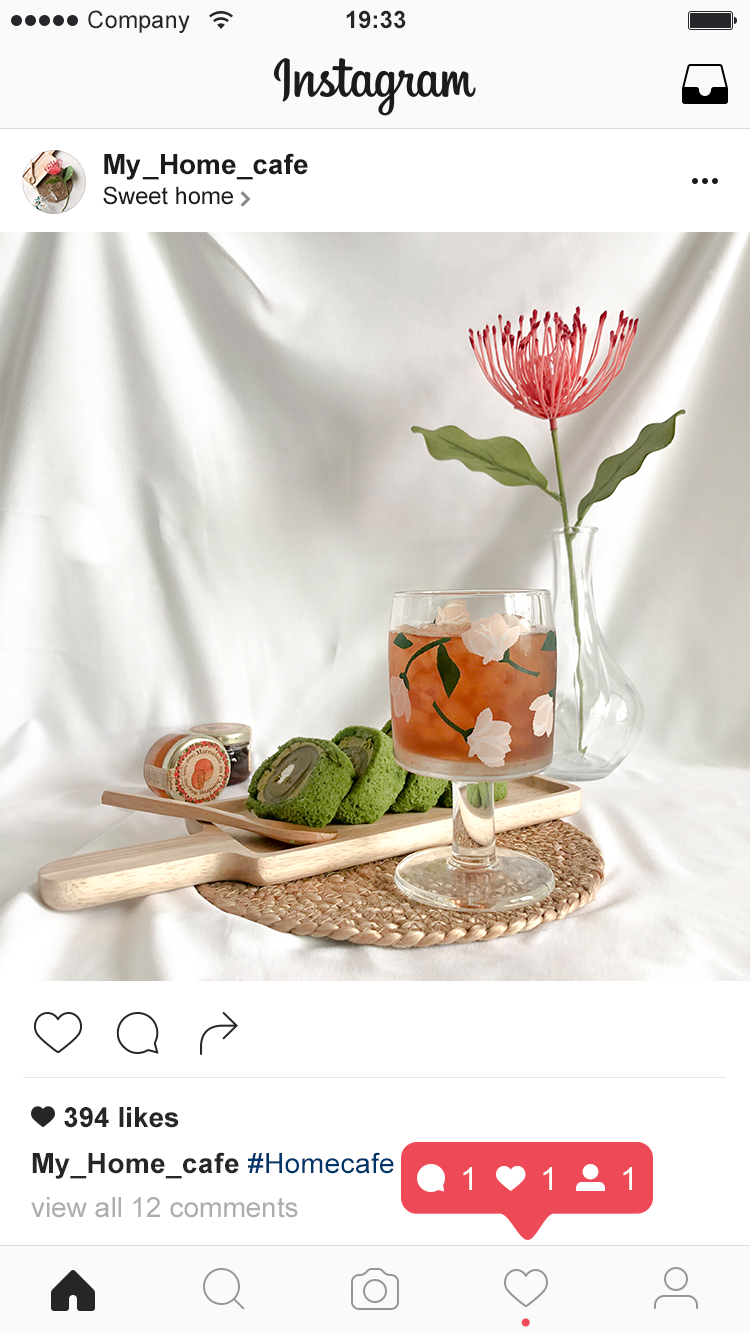 Company 19:33
Instagram
My_Home_cafe
Sweet home
394 likes
My_Home_cafe #Homecafe
1 1 1
view all 12 comments